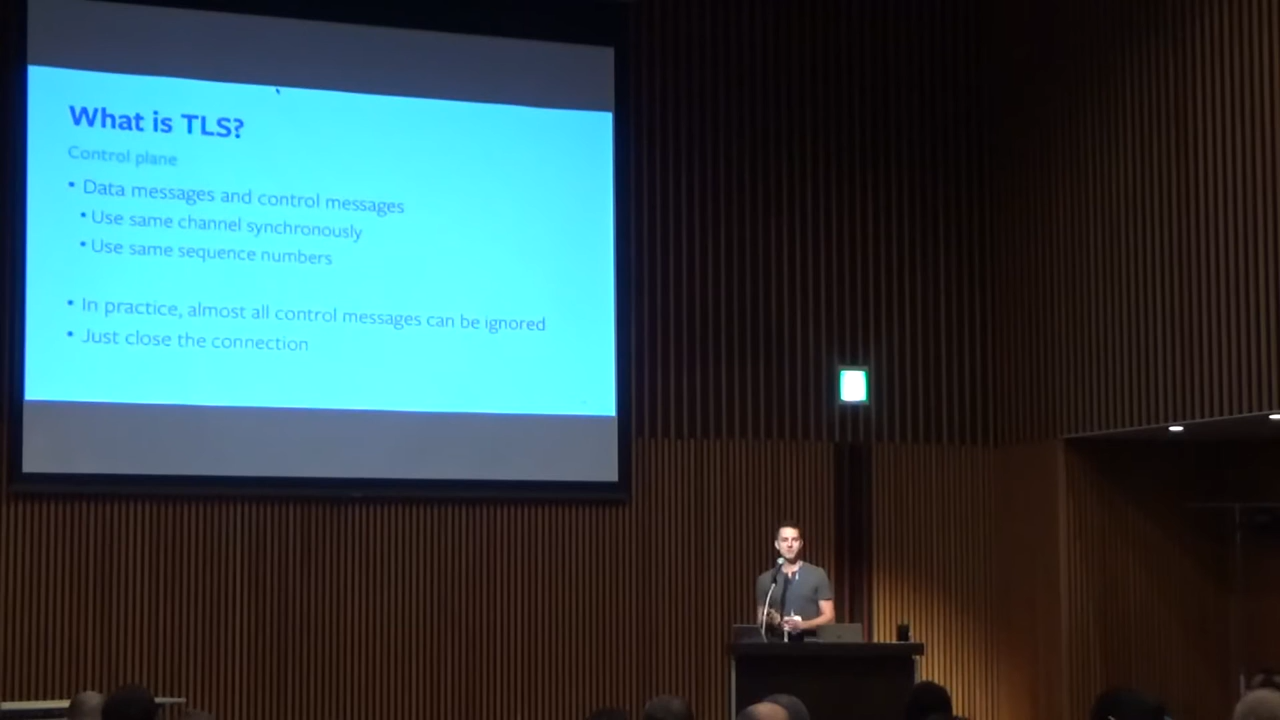 What is TLS?
Control plane
• Data messages and control messages
• Use same channel synchronously
• Use same sequence numbers
• In practice, almost all control messages can be ignored
• Just close the connection